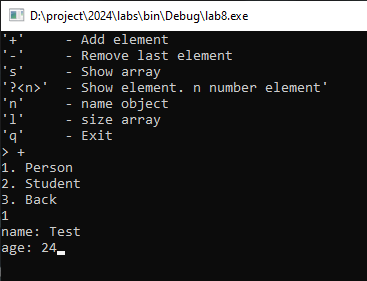 D:\project\2024\labs\bin\Debug\lab8.exe
'+'     - Add element
'-'     - Remove last element
's'     - Show array
'?<n>'  - Show element. n number element'
'n'     - name object
'l'     - size array
'q'     - Exit
> +
1. Person
2. Student
3. Back
1
name: Test
age: 24